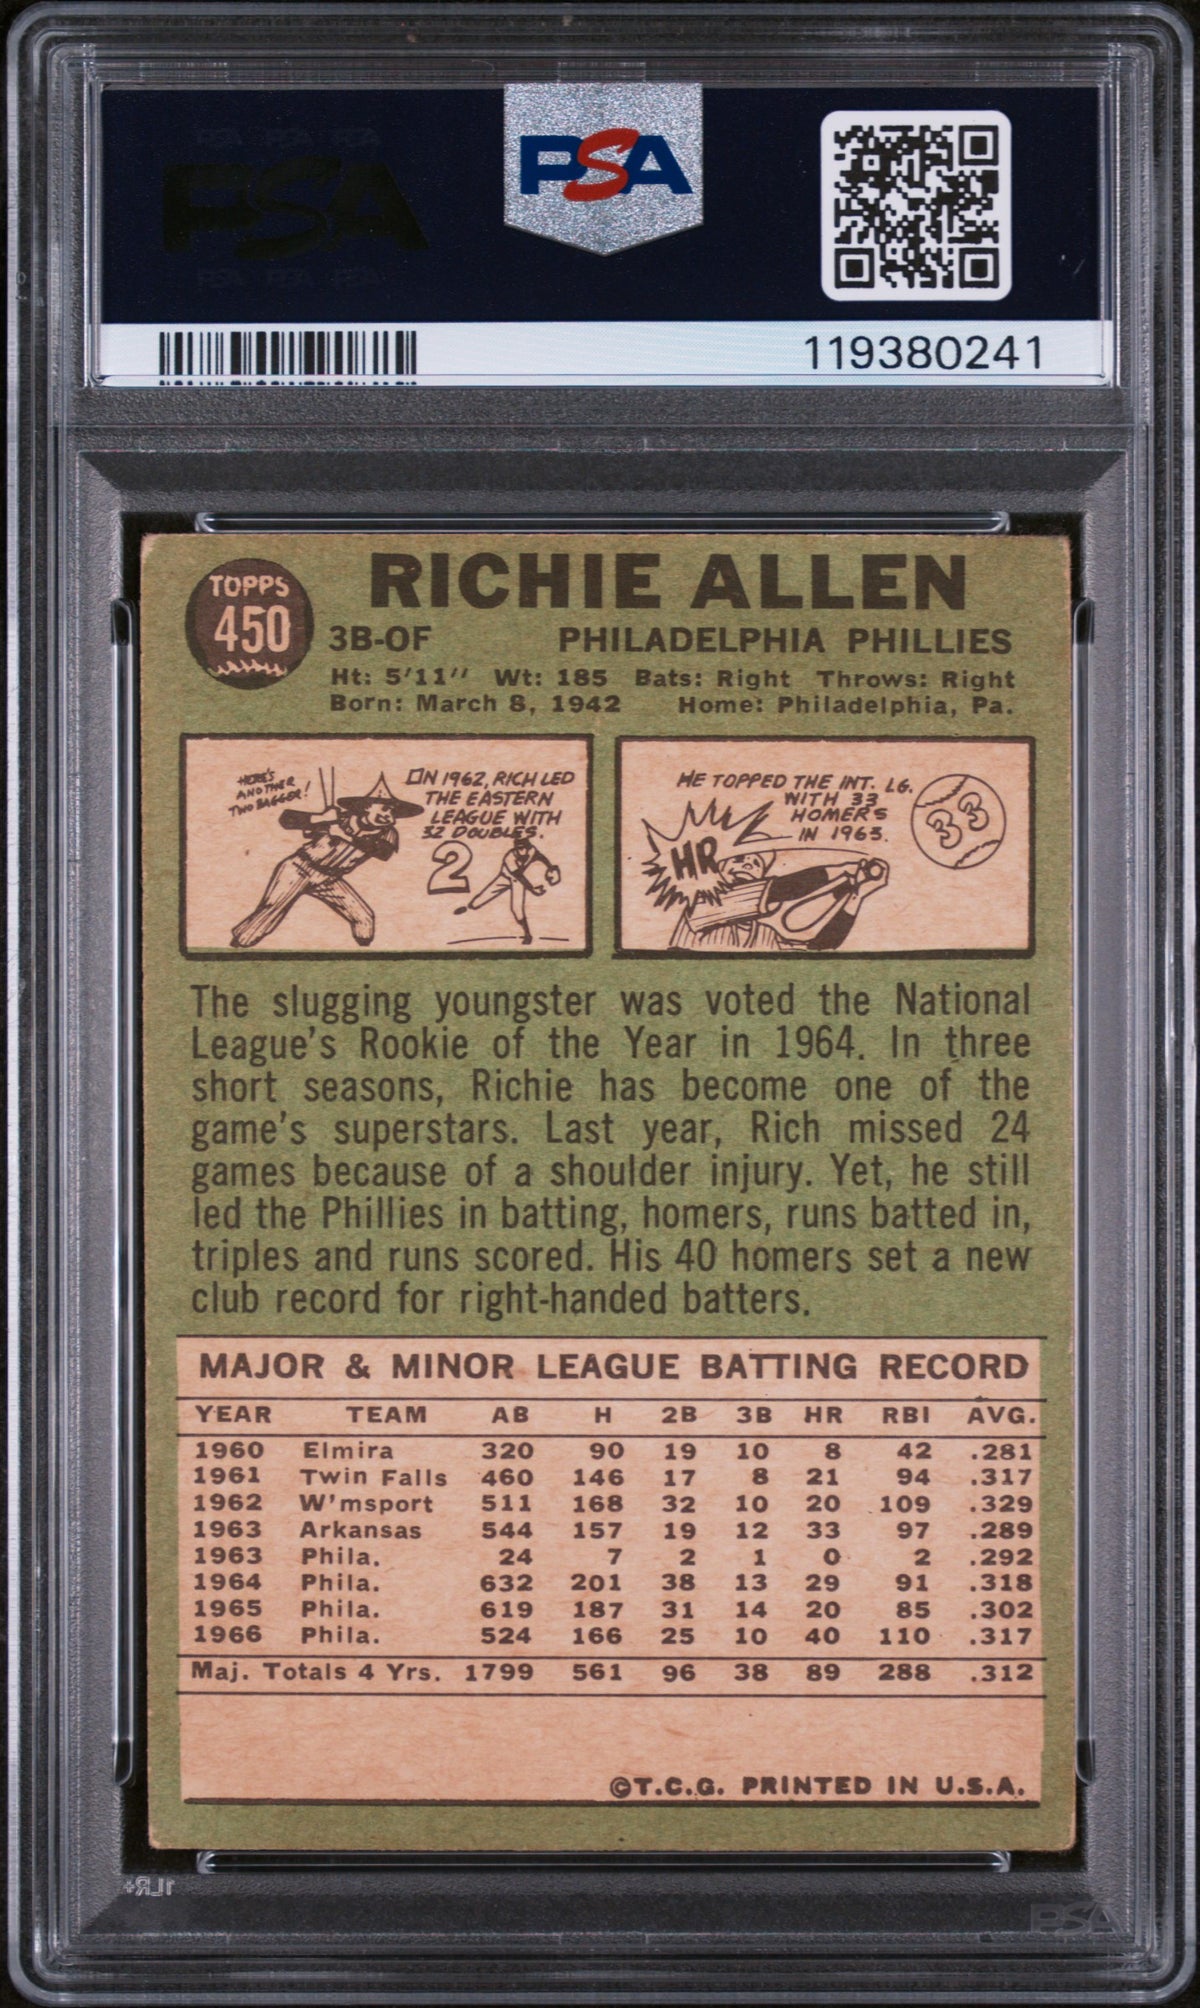 PSA PSA PSA
PSA
PSA PSA PSA
PSA
119380241
TOPPS
450
RICHIE ALLEN
3B-OF PHILADELPHIA PHILLIES
Ht: 5'11" Wt: 185 Bats: Right Throws: Right
Born: March 8, 1942 Home: Philadelphia, Pa.
HERE'S
ANOTHER
TWO BAGGER!
IN 1962, RICH LED
THE EASTERN
LEAGUE WITH
32 DOUBLES.
2
HE TOPPED THE INT. LG.
WITH 33
HOMERS
IN 1963.
33
HR
The slugging youngster was voted the National
League's Rookie of the Year in 1964. In three
short seasons, Richie has become one of the
game's superstars. Last year, Rich missed 24
games because of a shoulder injury. Yet, he still
led the Phillies in batting, homers, runs batted in,
triples and runs scored. His 40 homers set a new
club record for right-handed batters.
MAJOR & MINOR LEAGUE BATTING RECORD
YEAR TEAM AB H 2B 3B HR RBI AVG.
1960 Elmira 320 90 19 10 8 42 .281
1961 Twin Falls 460 146 17 8 21 94 .317
1962 W'msport 511 168 32 10 20 109 .329
1963 Arkansas 544 157 19 12 33 97 .289
1963 Phila. 24 7 2 1 0 2 .292
1964 Phila. 632 201 38 13 29 91 .318
1965 Phila. 619 187 31 14 20 85 .302
1966 Phila. 524 166 25 10 40 110 .317
Maj. Totals 4 Yrs. 1799 561 96 38 89 288 .312
©T.C.G. PRINTED IN U.S.A.
1LR+
PSA